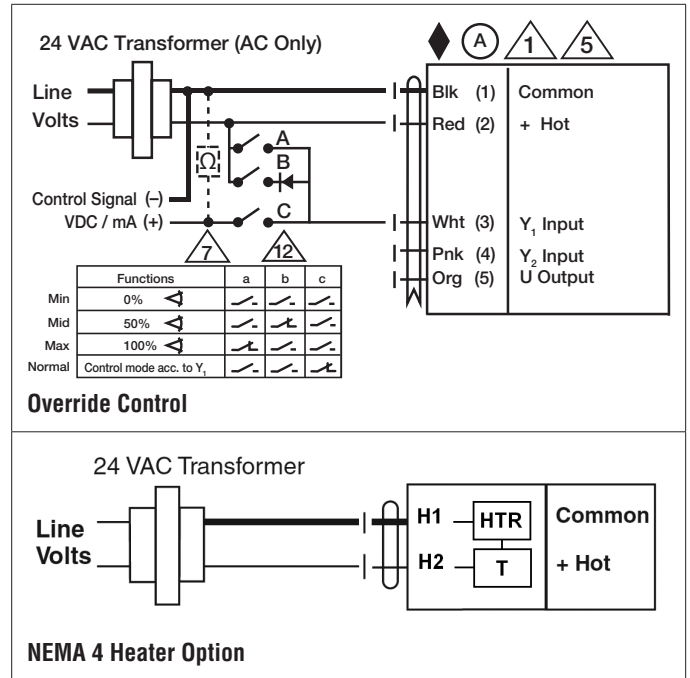 24 VAC Transformer (AC Only)
A 1 5
Line
Volts
Blk (1) Common
Red (2) + Hot
A
B
Ω
C
Control Signal (–)
VDC / mA (+)
Wht (3) Y₁ Input
Pnk (4) Y₂ Input
Org (5) U Output
7 12
Functions a b c
Min 0%
Mid 50%
Max 100%
Normal Control mode acc. to Y₁
Override Control
24 VAC Transformer
Line
Volts
H1 HTR Common
H2 T + Hot
NEMA 4 Heater Option